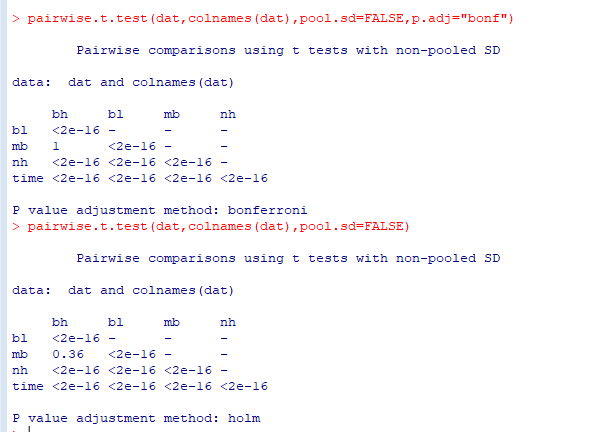 > pairwise.t.test(dat,colnames(dat),pool.sd=FALSE,p.adj="bonf")
Pairwise comparisons using t tests with non-pooled SD
data:  dat and colnames(dat)
     bh     bl     mb     nh
bl   <2e-16 -      -      -
mb   1      <2e-16 -      -
nh   <2e-16 <2e-16 <2e-16 -
time <2e-16 <2e-16 <2e-16 <2e-16
P value adjustment method: bonferroni
> pairwise.t.test(dat,colnames(dat),pool.sd=FALSE)
Pairwise comparisons using t tests with non-pooled SD
data:  dat and colnames(dat)
     bh     bl     mb     nh
bl   <2e-16 -      -      -
mb   0.36   <2e-16 -      -
nh   <2e-16 <2e-16 <2e-16 -
time <2e-16 <2e-16 <2e-16 <2e-16
P value adjustment method: holm